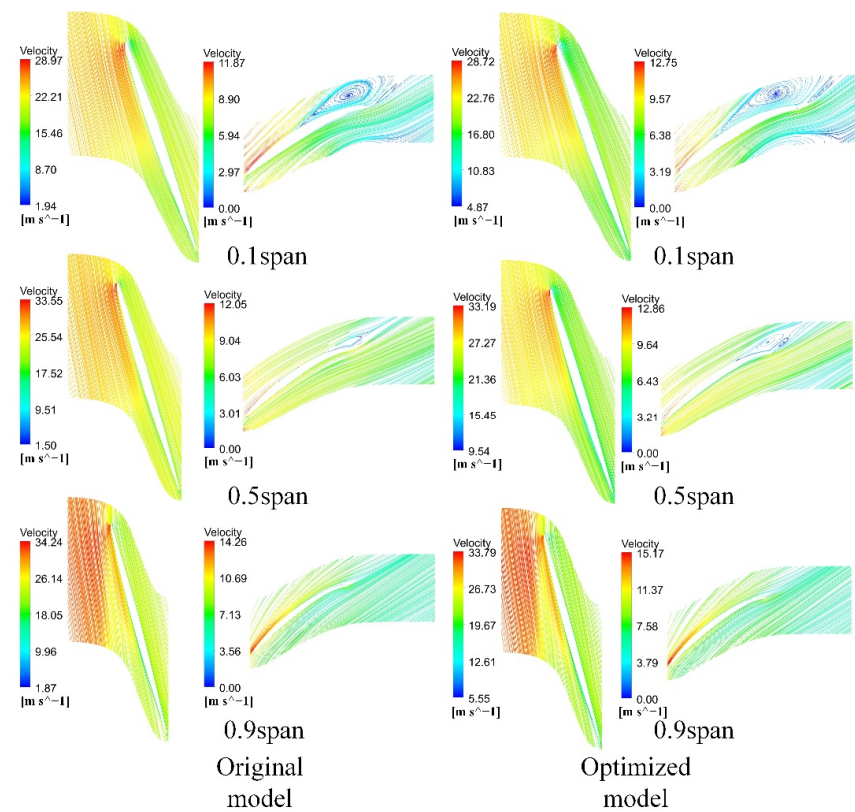 Velocity
28.97
22.21
15.46
8.70
1.94
[m s^−1]
Velocity
11.87
8.90
5.94
2.97
0.00
[m s^−1]
0.1span
Velocity
28.72
22.76
16.80
10.83
4.87
[m s^−1]
Velocity
12.75
9.57
6.38
3.19
0.00
[m s^−1]
0.1span
Velocity
33.55
25.54
17.52
9.51
1.50
[m s^−1]
Velocity
12.05
9.04
6.03
3.01
0.00
[m s^−1]
0.5span
Velocity
33.19
27.27
21.36
15.45
9.54
[m s^−1]
Velocity
12.86
9.64
6.43
3.21
0.00
[m s^−1]
0.5span
Velocity
34.24
26.14
18.05
9.96
1.87
[m s^−1]
Velocity
14.26
10.69
7.13
3.56
0.00
[m s^−1]
0.9span
Velocity
33.79
26.73
19.67
12.61
5.55
[m s^−1]
Velocity
15.17
11.37
7.58
3.79
0.00
[m s^−1]
0.9span
Original
model
Optimized
model